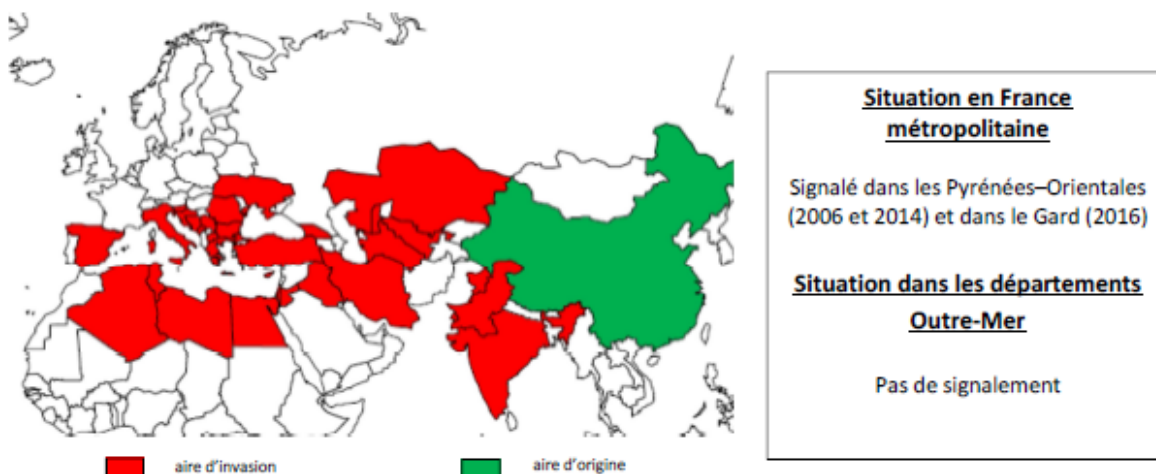 Situation en France
métropolitaine
Signalé dans les Pyrénées–Orientales
(2006 et 2014) et dans le Gard (2016)
Situation dans les départements
Outre-Mer
Pas de signalement
aire d'invasion
aire d'origine